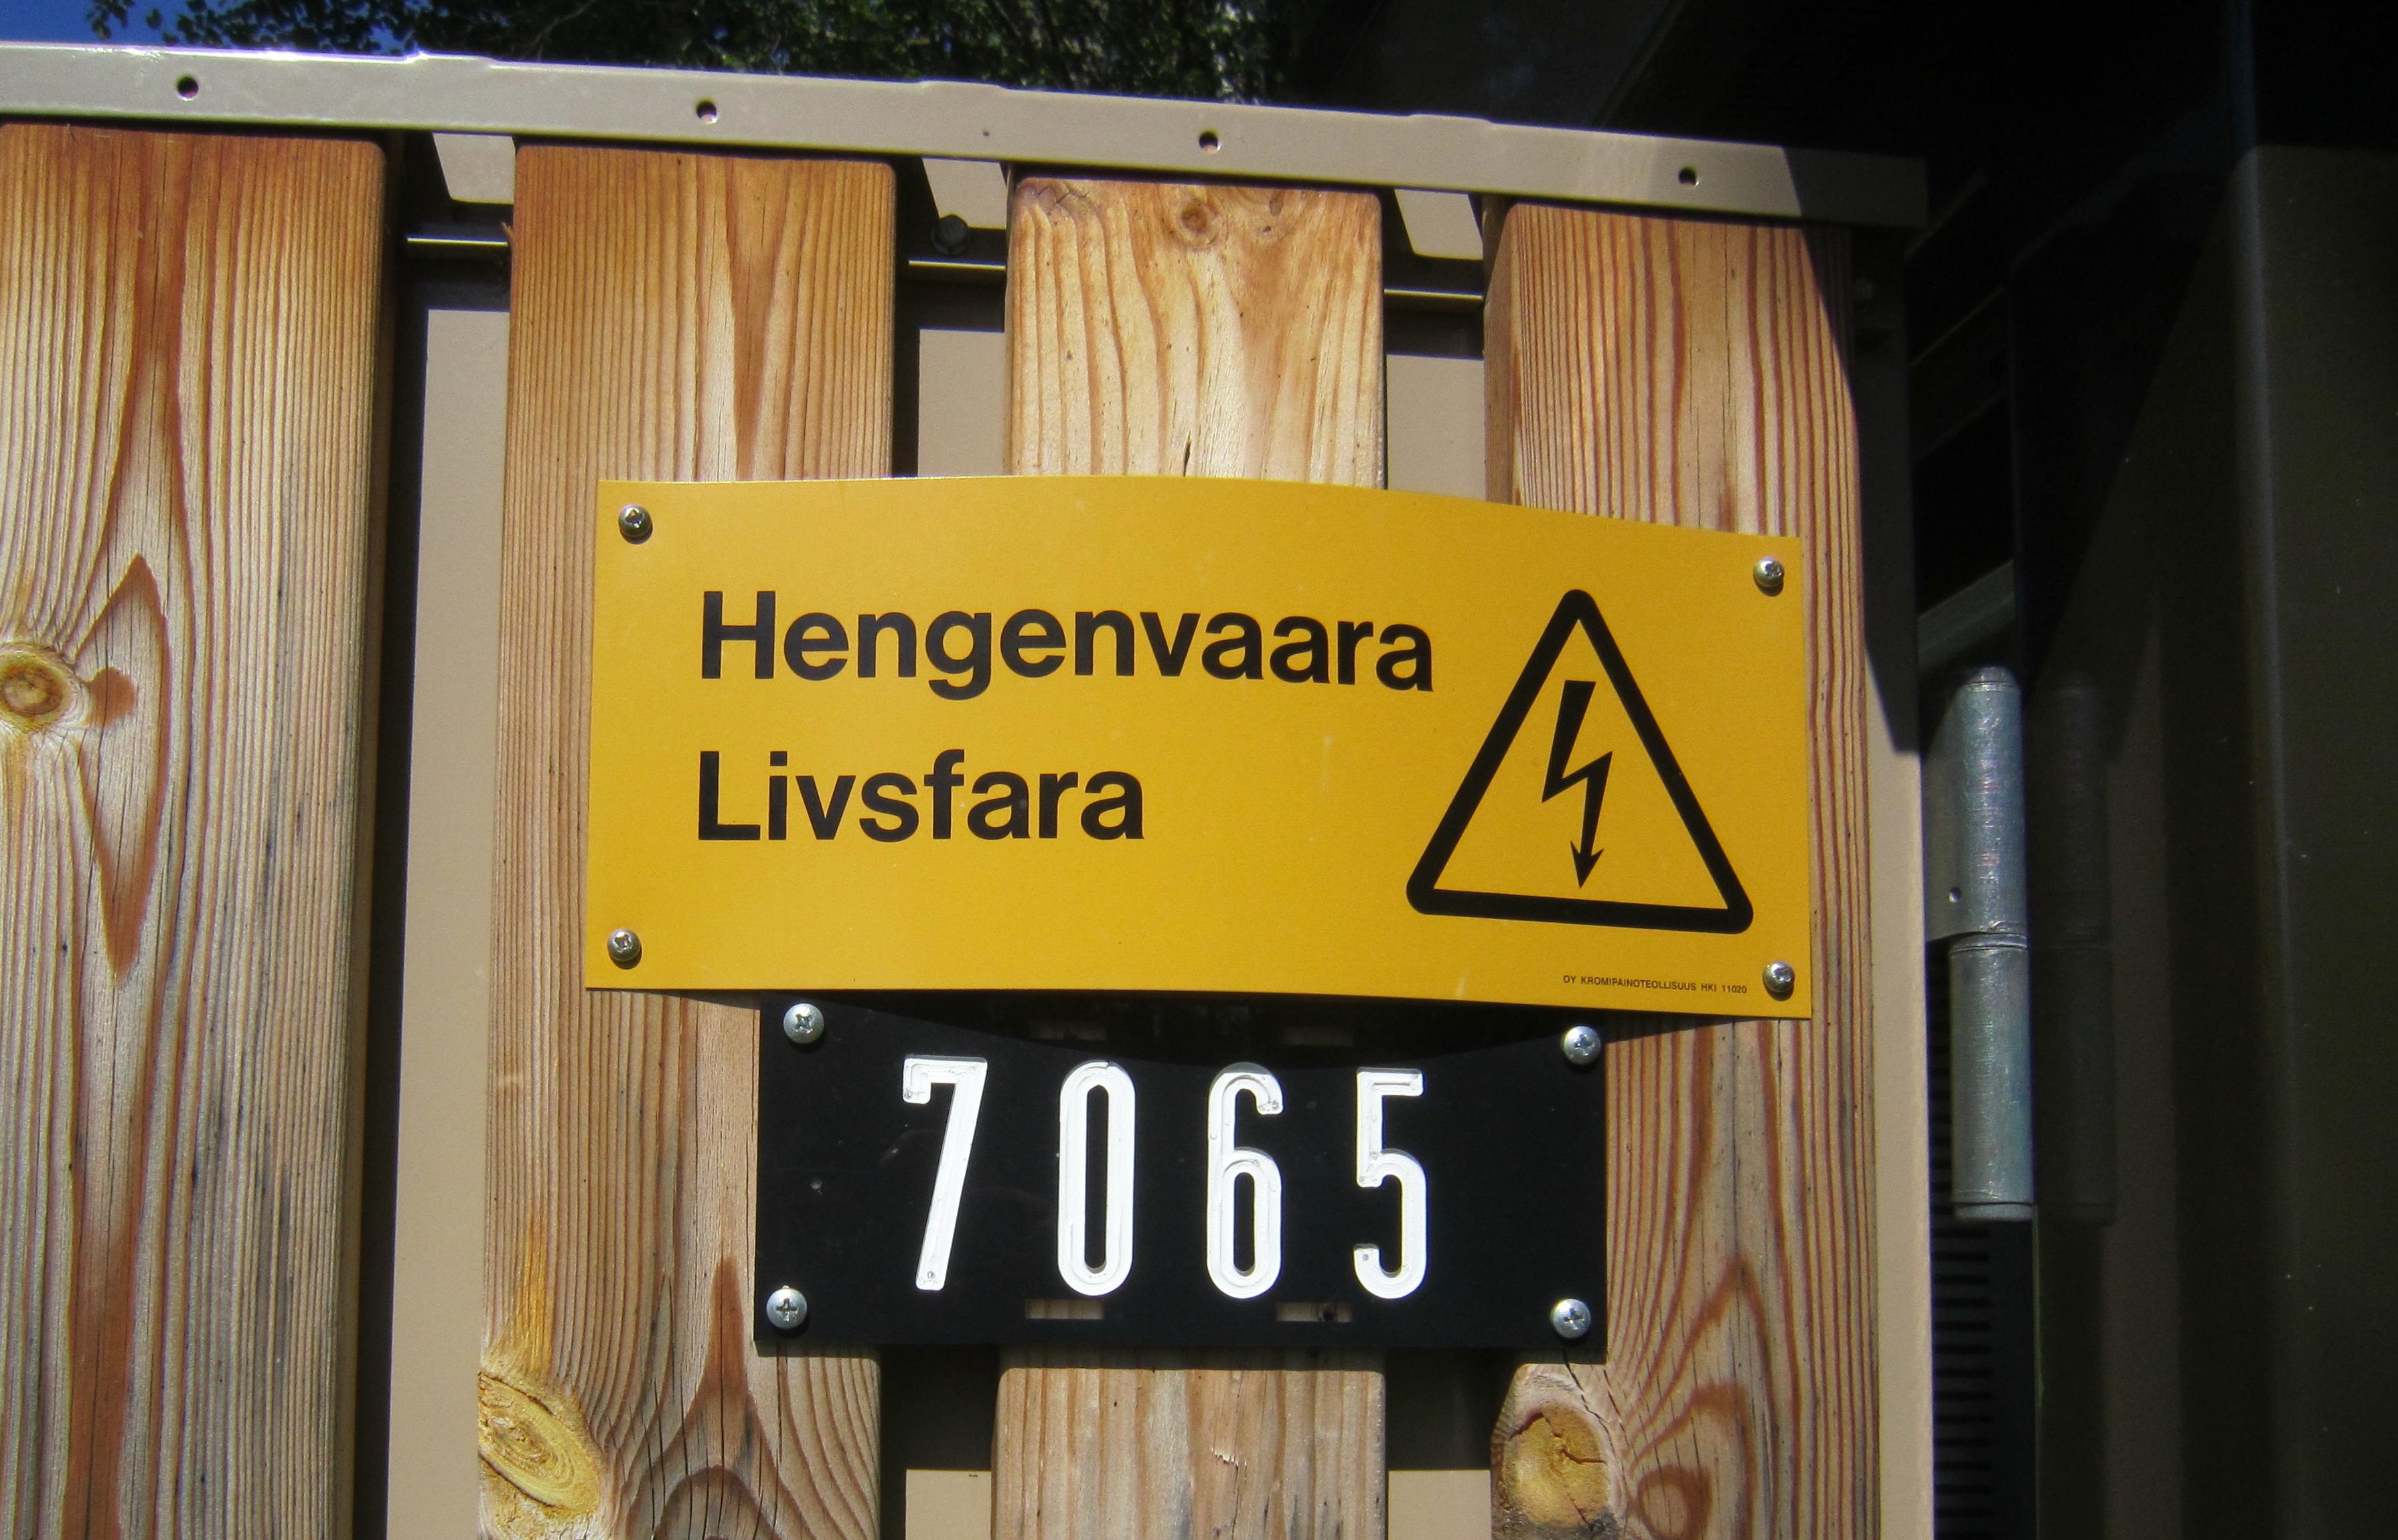 Hengenvaara
Livsfara
OY KROMIPAINOTEOLLISUUS HKI 11020
7065